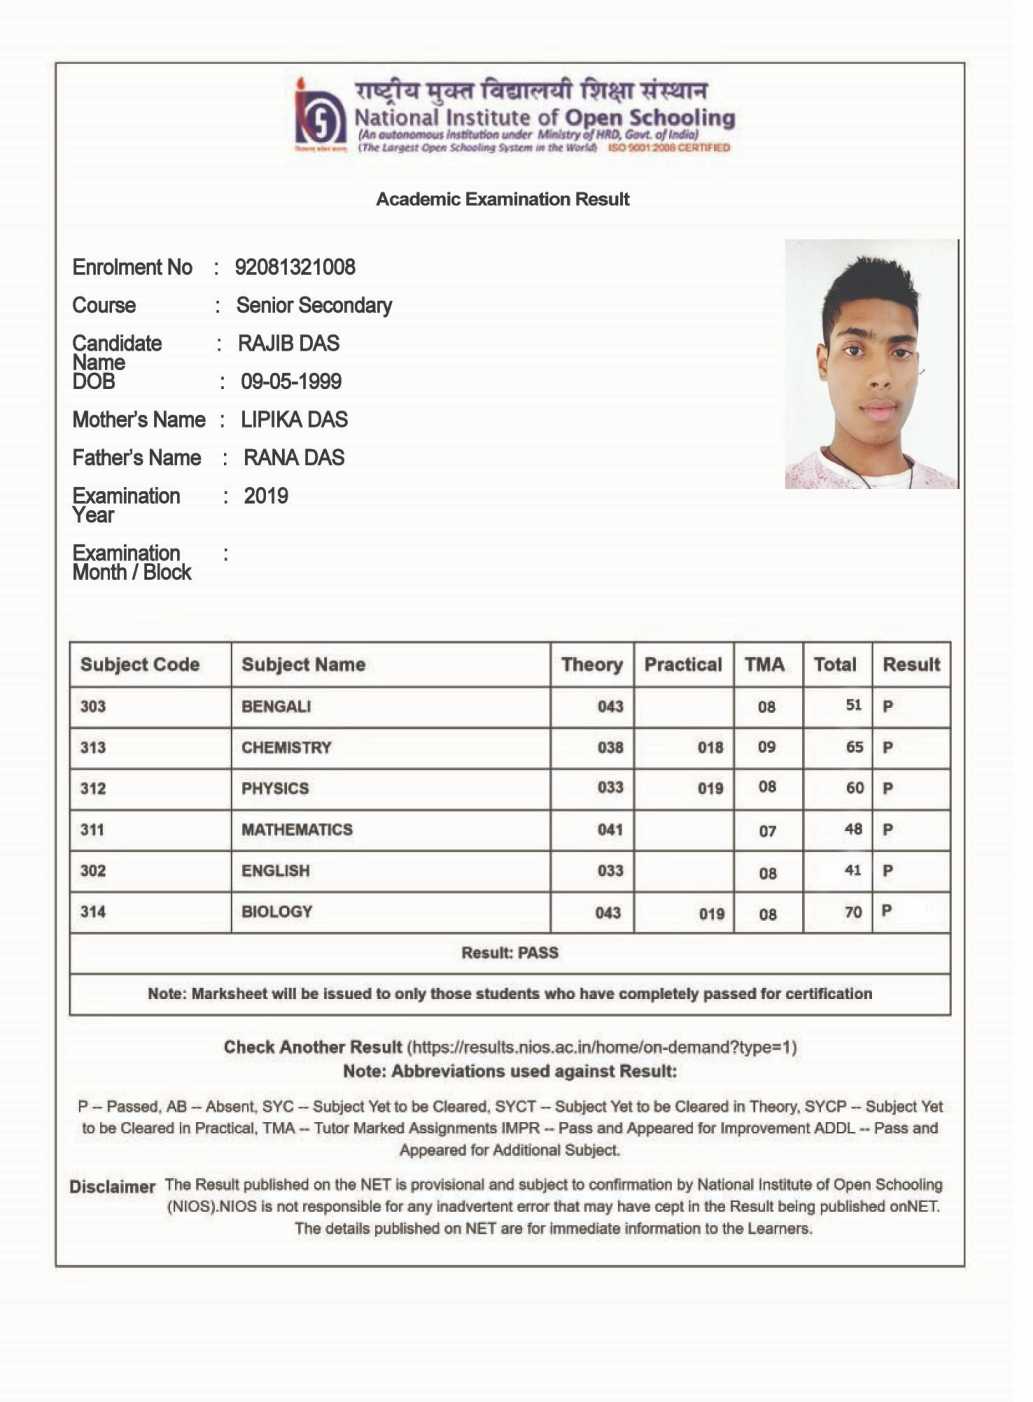 राष्ट्रीय मुक्त विद्यालयी शिक्षा संस्थान
National Institute of Open Schooling
(An autonomous institution under Ministry of HRD, Govt. of India)
(The Largest Open Schooling System in the World) ISO 9001:2008 CERTIFIED
Academic Examination Result
Enrolment No : 92081321008
Course : Senior Secondary
Candidate Name : RAJIB DAS
DOB : 09-05-1999
Mother's Name : LIPIKA DAS
Father's Name : RANA DAS
Examination Year : 2019
Examination Month / Block :
Subject Code Subject Name Theory Practical TMA Total Result
303 BENGALI 043 08 51 P
313 CHEMISTRY 038 018 09 65 P
312 PHYSICS 033 019 08 60 P
311 MATHEMATICS 041 07 48 P
302 ENGLISH 033 08 41 P
314 BIOLOGY 043 019 08 70 P
Result: PASS
Note: Marksheet will be issued to only those students who have completely passed for certification
Check Another Result (https://results.nios.ac.in/home/on-demand?type=1)
Note: Abbreviations used against Result:
P -- Passed, AB -- Absent, SYC -- Subject Yet to be Cleared, SYCT -- Subject Yet to be Cleared in Theory, SYCP -- Subject Yet
to be Cleared in Practical, TMA -- Tutor Marked Assignments IMPR -- Pass and Appeared for Improvement ADDL -- Pass and
Appeared for Additional Subject.
Disclaimer The Result published on the NET is provisional and subject to confirmation by National Institute of Open Schooling
(NIOS).NIOS is not responsible for any inadvertent error that may have cept in the Result being published onNET.
The details published on NET are for immediate information to the Learners.